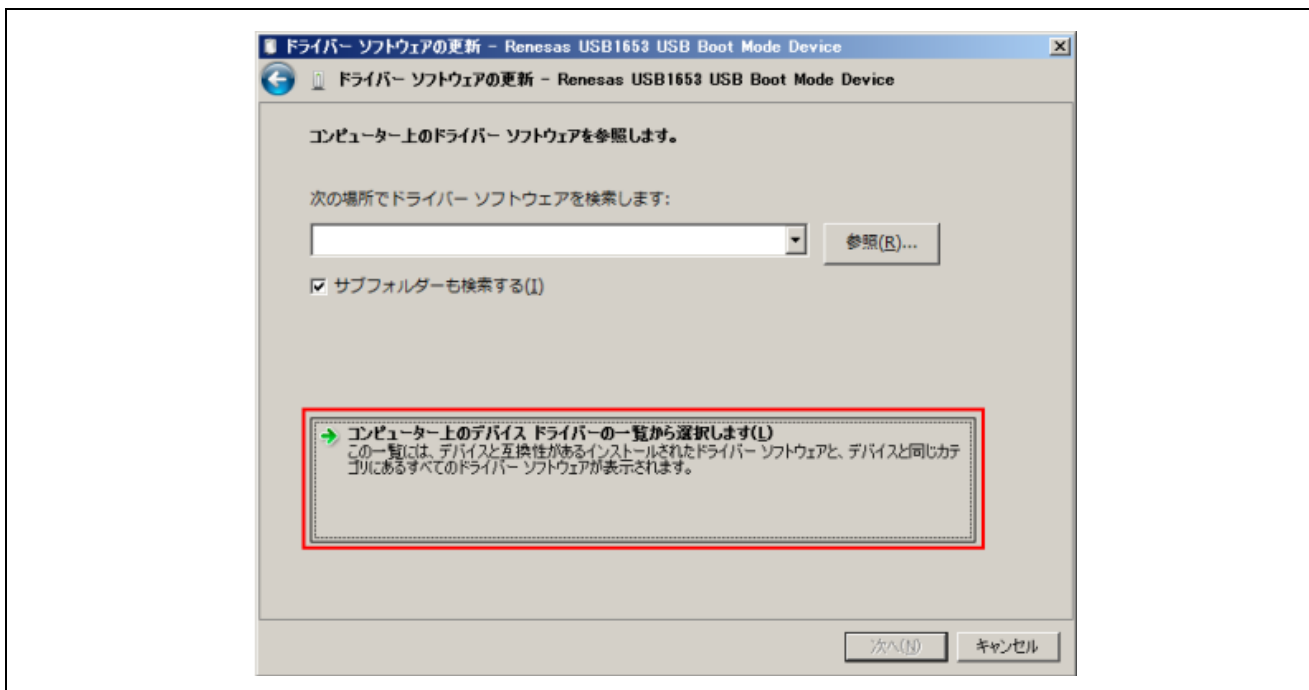 ドライバー ソフトウェアの更新 - Renesas USB1653 USB Boot Mode Device
ドライバー ソフトウェアの更新 - Renesas USB1653 USB Boot Mode Device
コンピューター上のドライバー ソフトウェアを参照します。
次の場所でドライバー ソフトウェアを検索します:
参照(R)...
サブフォルダーも検索する(I)
コンピューター上のデバイス ドライバーの一覧から選択します(L)
この一覧には、デバイスと互換性があるインストールされたドライバー ソフトウェアと、デバイスと同じカテ
ゴリにあるすべてのドライバー ソフトウェアが表示されます。
次へ(N)
キャンセル